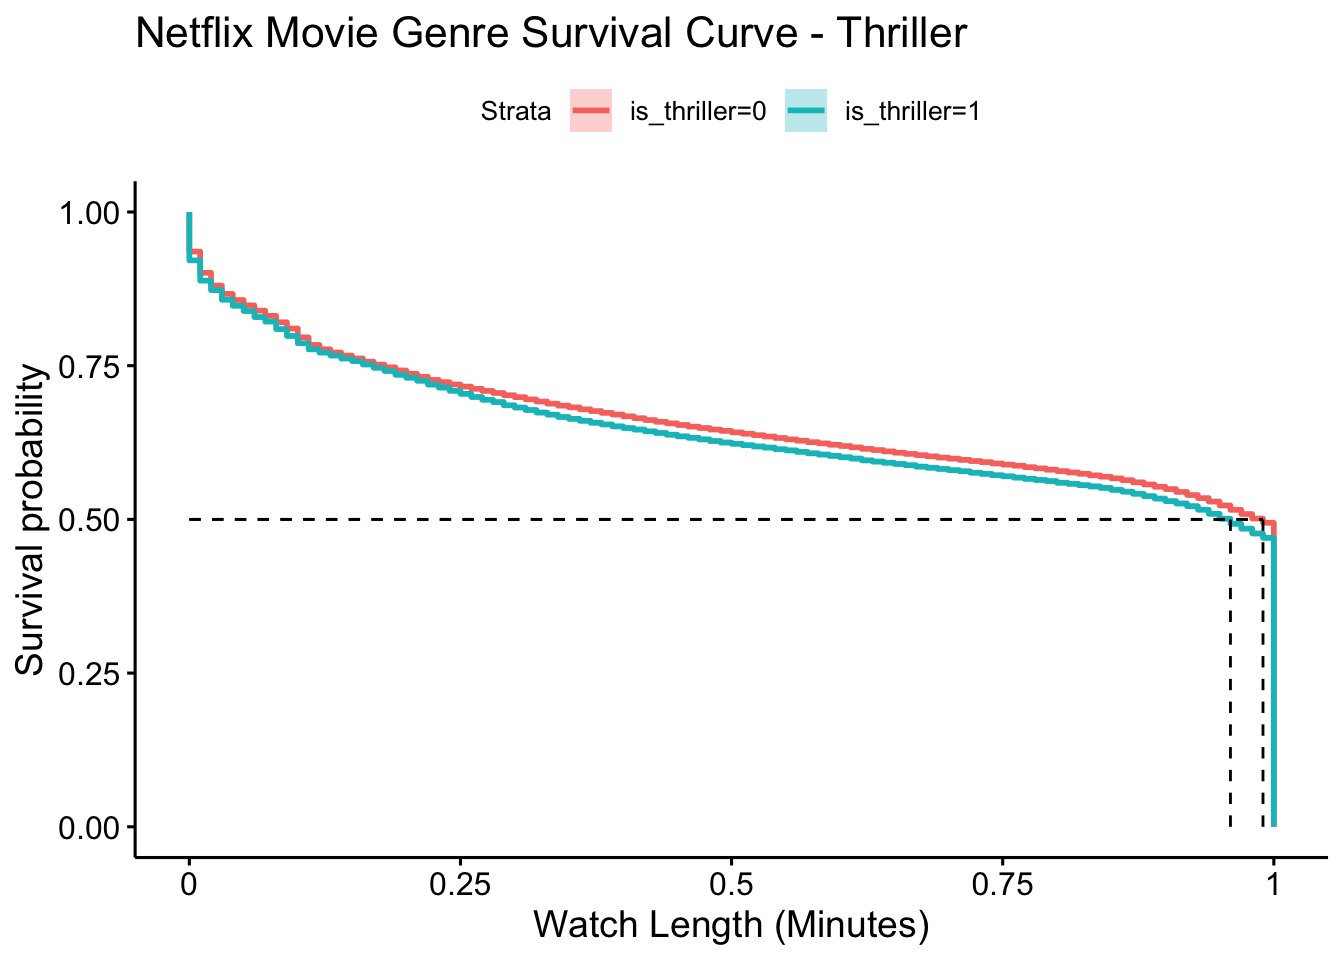 Netflix Movie Genre Survival Curve - Thriller
Strata is_thriller=0 is_thriller=1
Survival probability
1.00
0.75
0.50
0.25
0.00
0 0.25 0.5 0.75 1
Watch Length (Minutes)